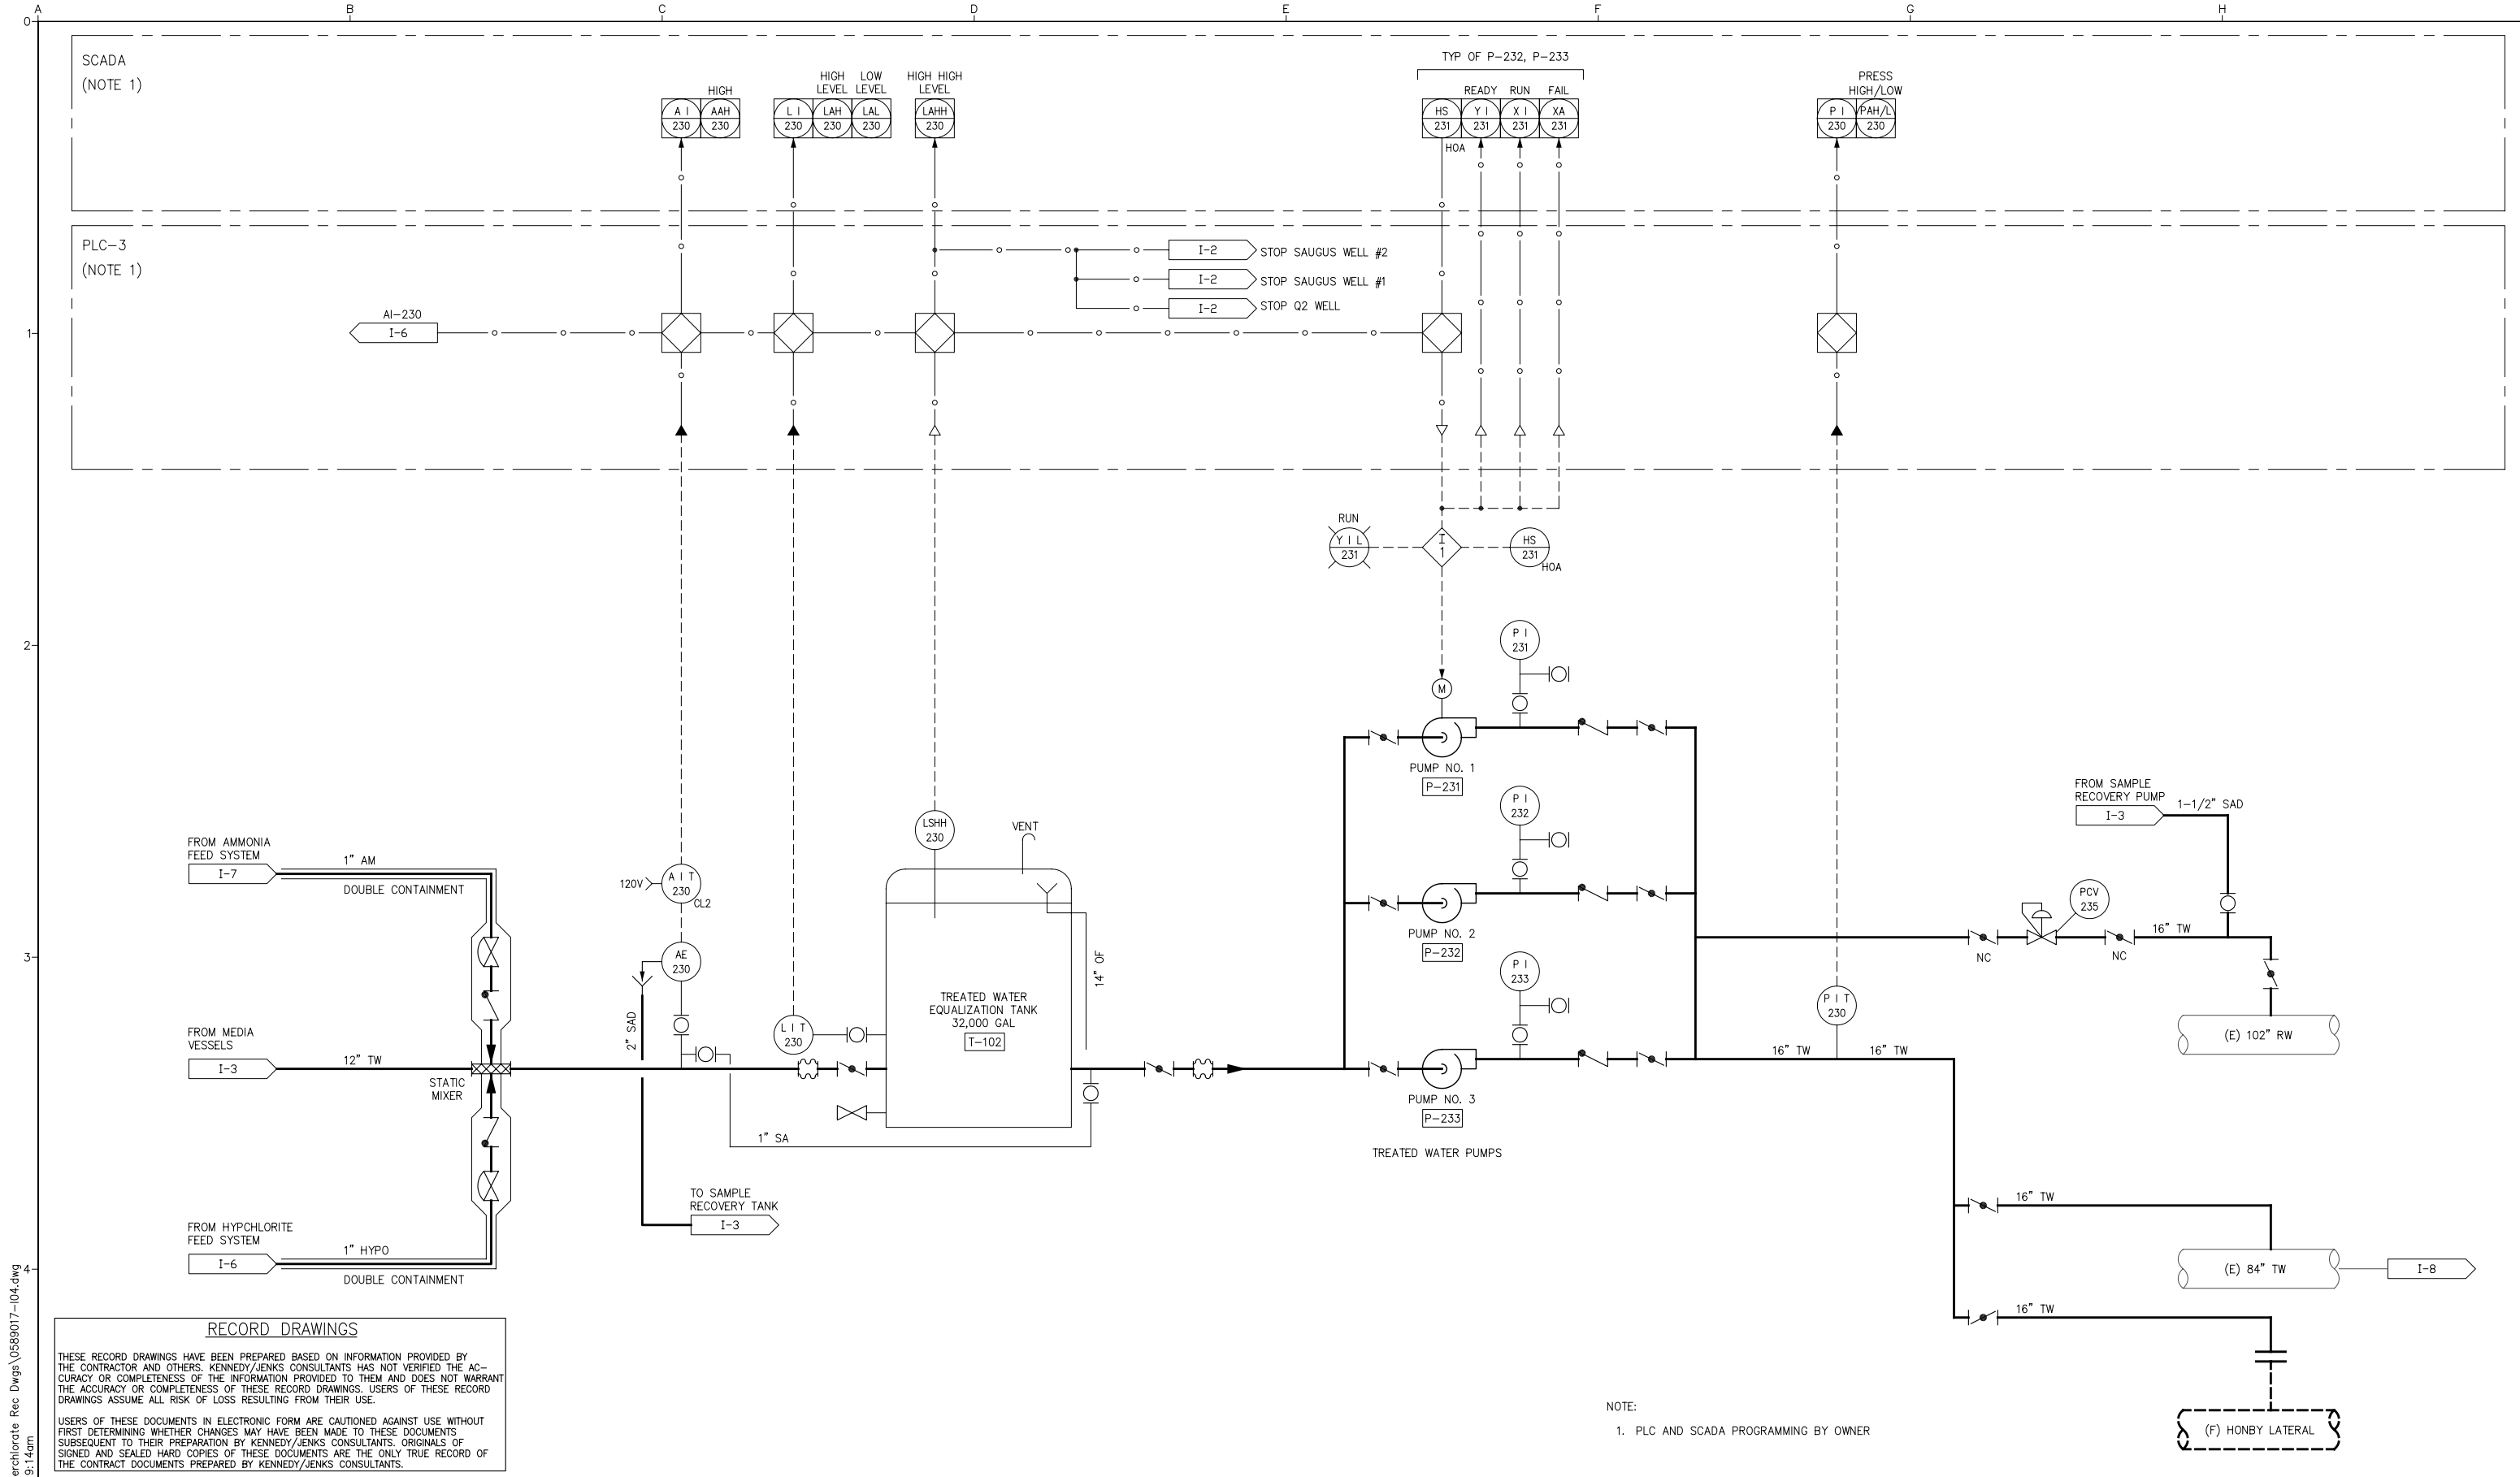 A B C D E F G H
0
1
2
3
4
SCADA
(NOTE 1)
HIGH
A I 230
AAH 230
HIGH LEVEL
LOW LEVEL
L I 230
LAH 230
LAL 230
HIGH HIGH
LEVEL
LAHH 230
TYP OF P-232, P-233
READY RUN FAIL
HS 231
Y I 231
X I 231
XA 231
HOA
PRESS
HIGH/LOW
P I 230
PAH/L 230
PLC-3
(NOTE 1)
I-2 STOP SAUGUS WELL #2
I-2 STOP SAUGUS WELL #1
I-2 STOP Q2 WELL
AI-230
I-6
RUN
Y I L
231
I
1
HS
231
HOA
P I
231
M
PUMP NO. 1
P-231
P I
232
PUMP NO. 2
P-232
P I
233
PUMP NO. 3
P-233
TREATED WATER PUMPS
FROM AMMONIA
FEED SYSTEM
I-7
1" AM
DOUBLE CONTAINMENT
FROM MEDIA
VESSELS
I-3
12" TW
STATIC
MIXER
FROM HYPCHLORITE
FEED SYSTEM
I-6
1" HYPO
DOUBLE CONTAINMENT
120V
A I T
230
CL2
AE
230
2" SAD
L I T
230
1" SA
TO SAMPLE
RECOVERY TANK
I-3
LSHH
230
VENT
14" OF
TREATED WATER
EQUALIZATION TANK
32,000 GAL
T-102
P I T
230
16" TW
16" TW
FROM SAMPLE
RECOVERY PUMP
I-3
1-1/2" SAD
PCV
235
NC
NC
16" TW
(E) 102" RW
16" TW
(E) 84" TW
I-8
16" TW
(F) HONBY LATERAL
NOTE:
1. PLC AND SCADA PROGRAMMING BY OWNER
RECORD DRAWINGS
THESE RECORD DRAWINGS HAVE BEEN PREPARED BASED ON INFORMATION PROVIDED BY
THE CONTRACTOR AND OTHERS. KENNEDY/JENKS CONSULTANTS HAS NOT VERIFIED THE AC-
CURACY OR COMPLETENESS OF THE INFORMATION PROVIDED TO THEM AND DOES NOT WARRANT
THE ACCURACY OR COMPLETENESS OF THESE RECORD DRAWINGS. USERS OF THESE RECORD
DRAWINGS ASSUME ALL RISK OF LOSS RESULTING FROM THEIR USE.
USERS OF THESE DOCUMENTS IN ELECTRONIC FORM ARE CAUTIONED AGAINST USE WITHOUT
FIRST DETERMINING WHETHER CHANGES MAY HAVE BEEN MADE TO THESE DOCUMENTS
SUBSEQUENT TO THEIR PREPARATION BY KENNEDY/JENKS CONSULTANTS. ORIGINALS OF
SIGNED AND SEALED HARD COPIES OF THESE DOCUMENTS ARE THE ONLY TRUE RECORD OF
THE CONTRACT DOCUMENTS PREPARED BY KENNEDY/JENKS CONSULTANTS.
erchlorate Rec Dwgs\0589017-I04.dwg
9:14am